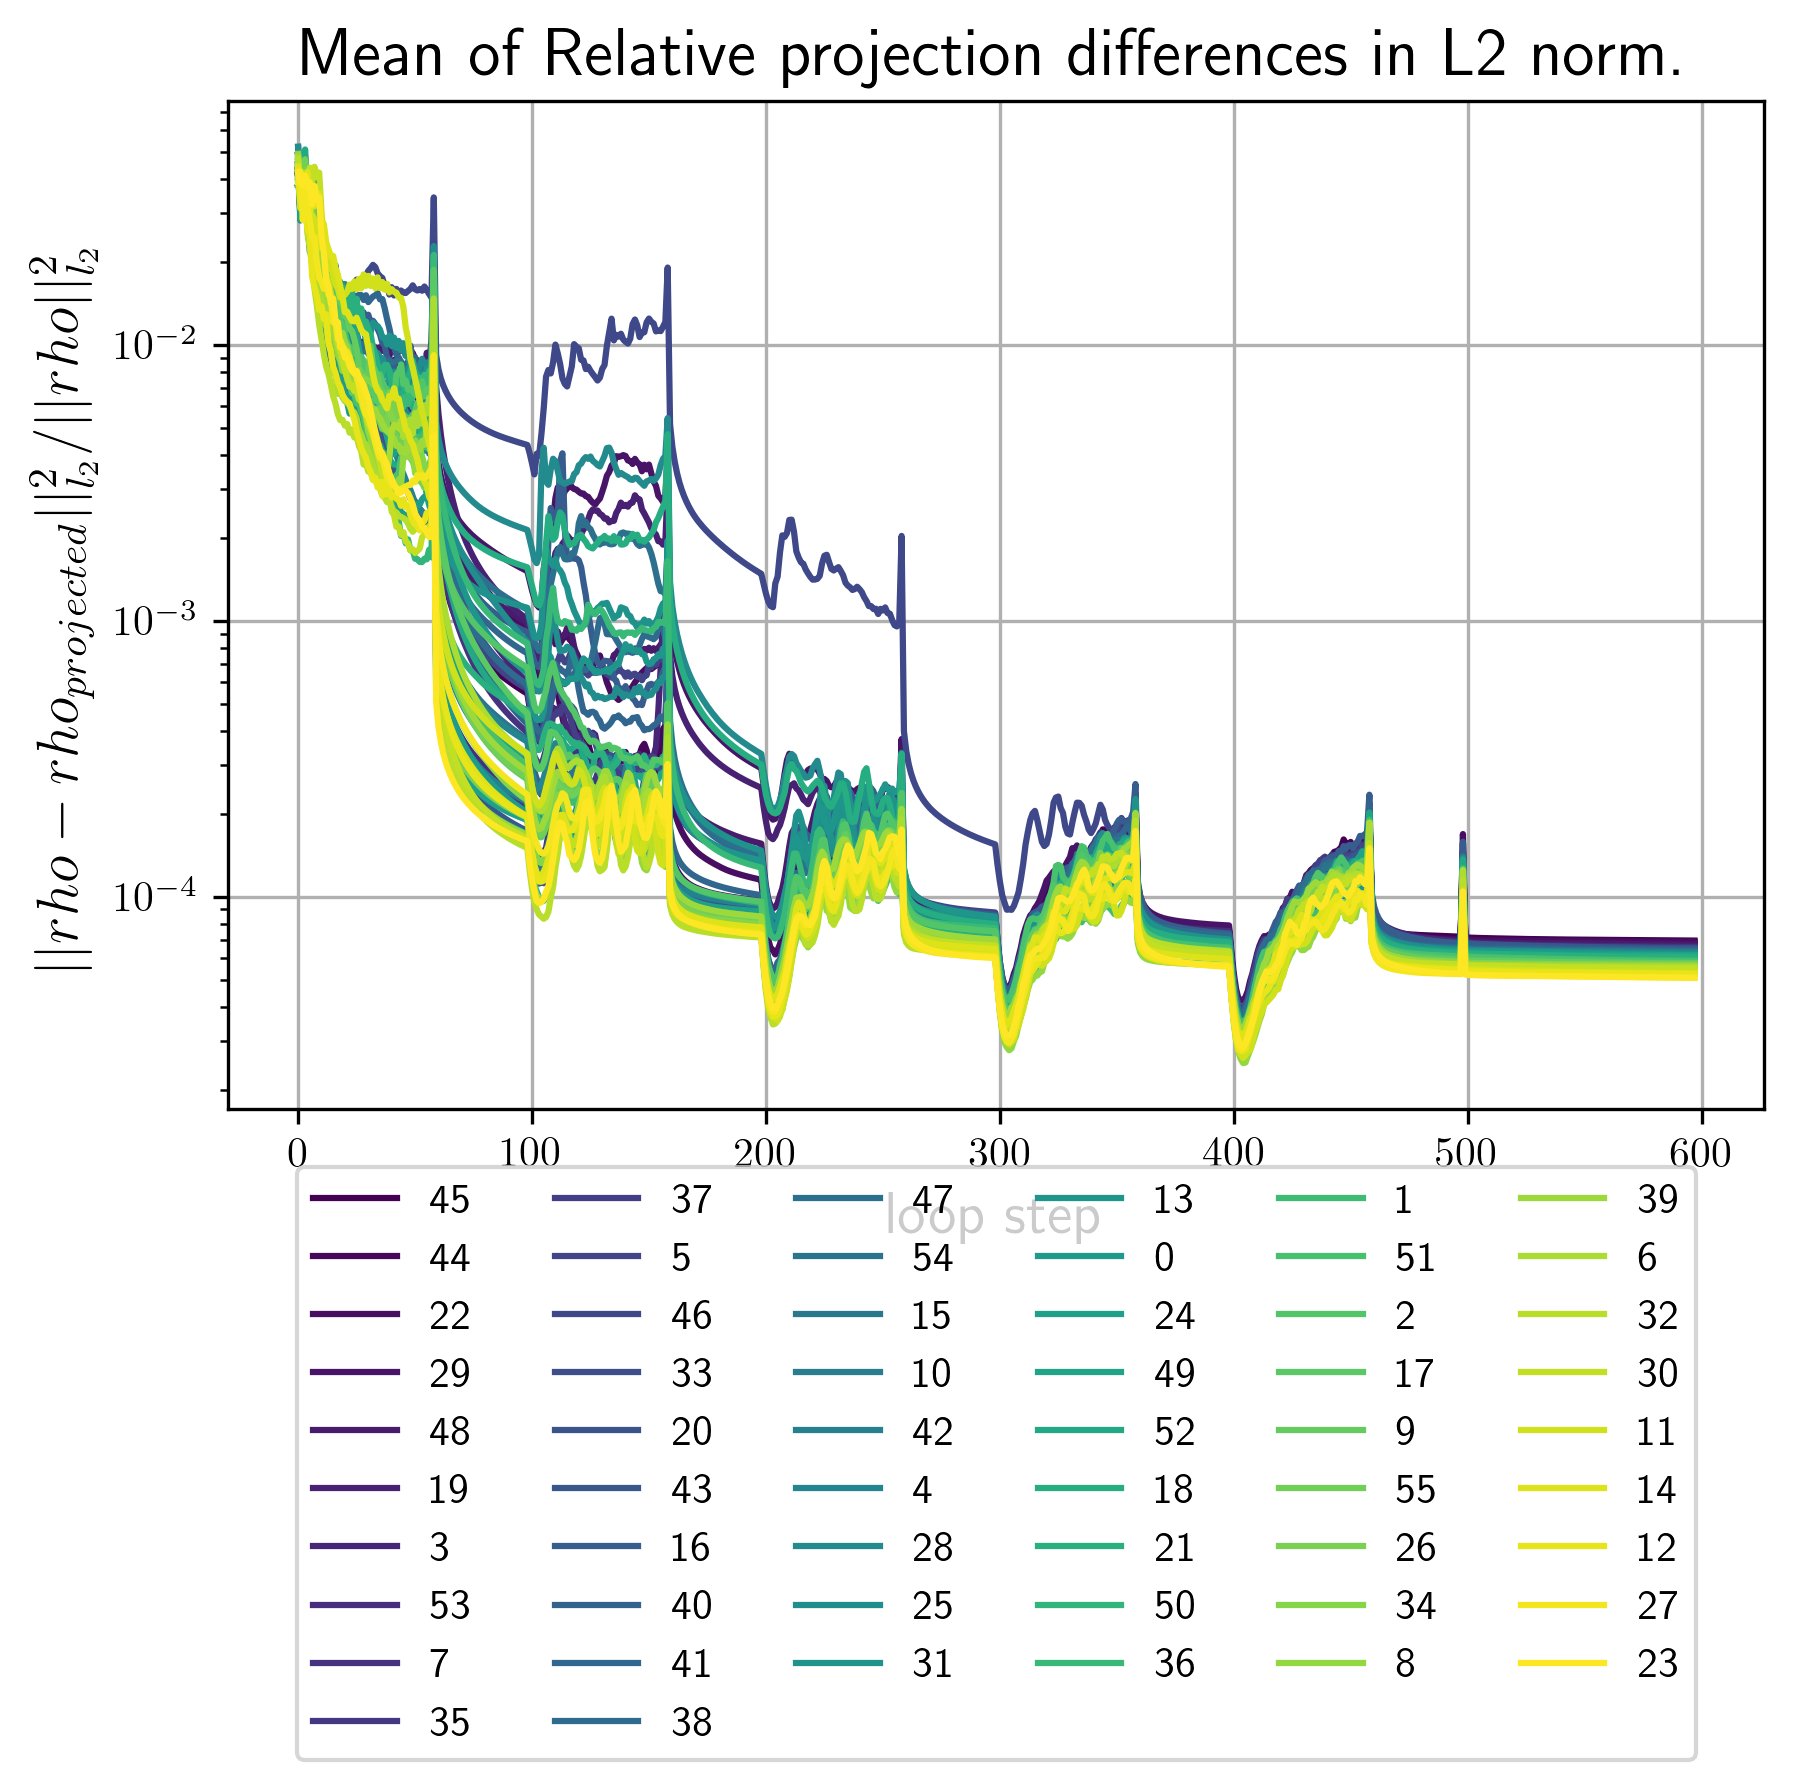 Mean of Relative projection differences in L2 norm.
||rho − rho_{projected}||^2_{l_2}/||rho||^2_{l_2}
10^{−2}
10^{−3}
10^{−4}
0 100 200 300 400 500 600
loop step
45 37 47 13 1 39
44 5 54 0 51 6
22 46 15 24 2 32
29 33 10 49 17 30
48 20 42 52 9 11
19 43 4 18 55 14
3 16 28 21 26 12
53 40 25 50 34 27
7 41 31 36 8 23
35 38